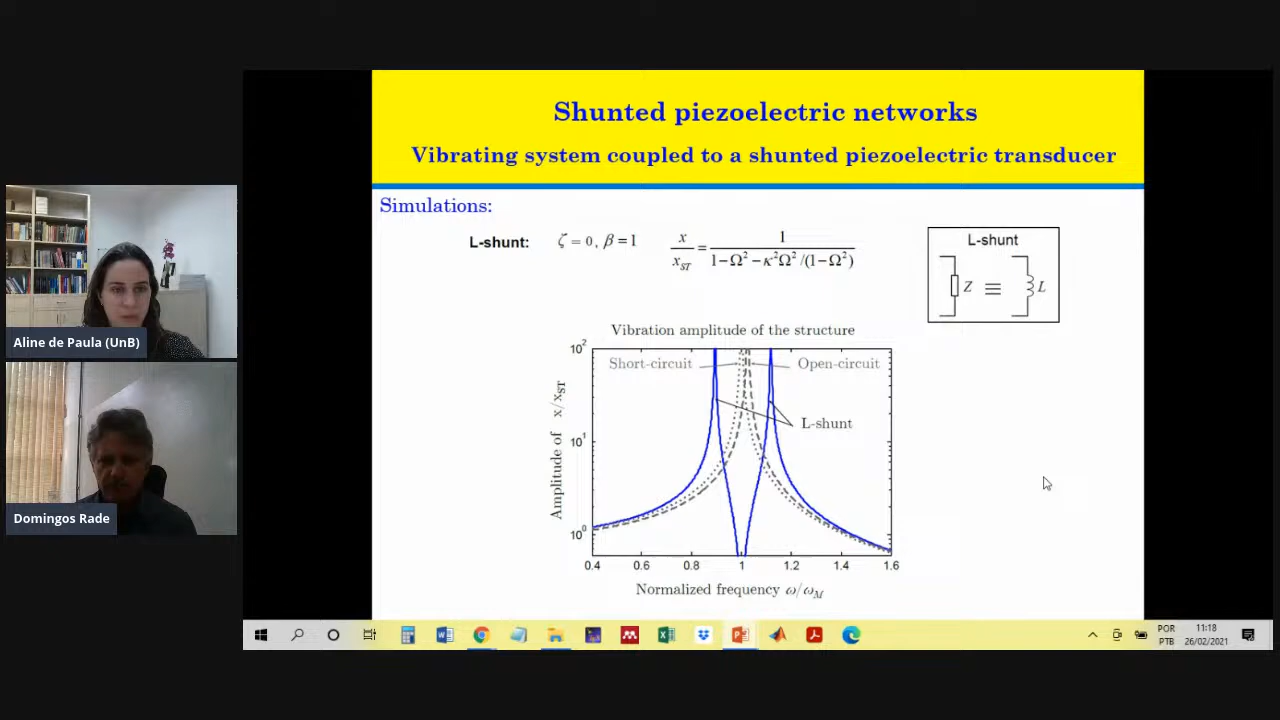 Shunted piezoelectric networks
Vibrating system coupled to a shunted piezoelectric transducer
Simulations:
L-shunt: ζ = 0, β = 1 x/x_ST = 1/(1−Ω²−κ²Ω²/(1−Ω²))
L-shunt
Z ≡ L
Vibration amplitude of the structure
Short-circuit Open-circuit
L-shunt
Amplitude of x/x_ST
10² 
10¹
10⁰
0.4 0.6 0.8 1 1.2 1.4 1.6
Normalized frequency ω/ω_M
Aline de Paula (UnB)
Domingos Rade
POR
PTB
11:18
26/02/2021